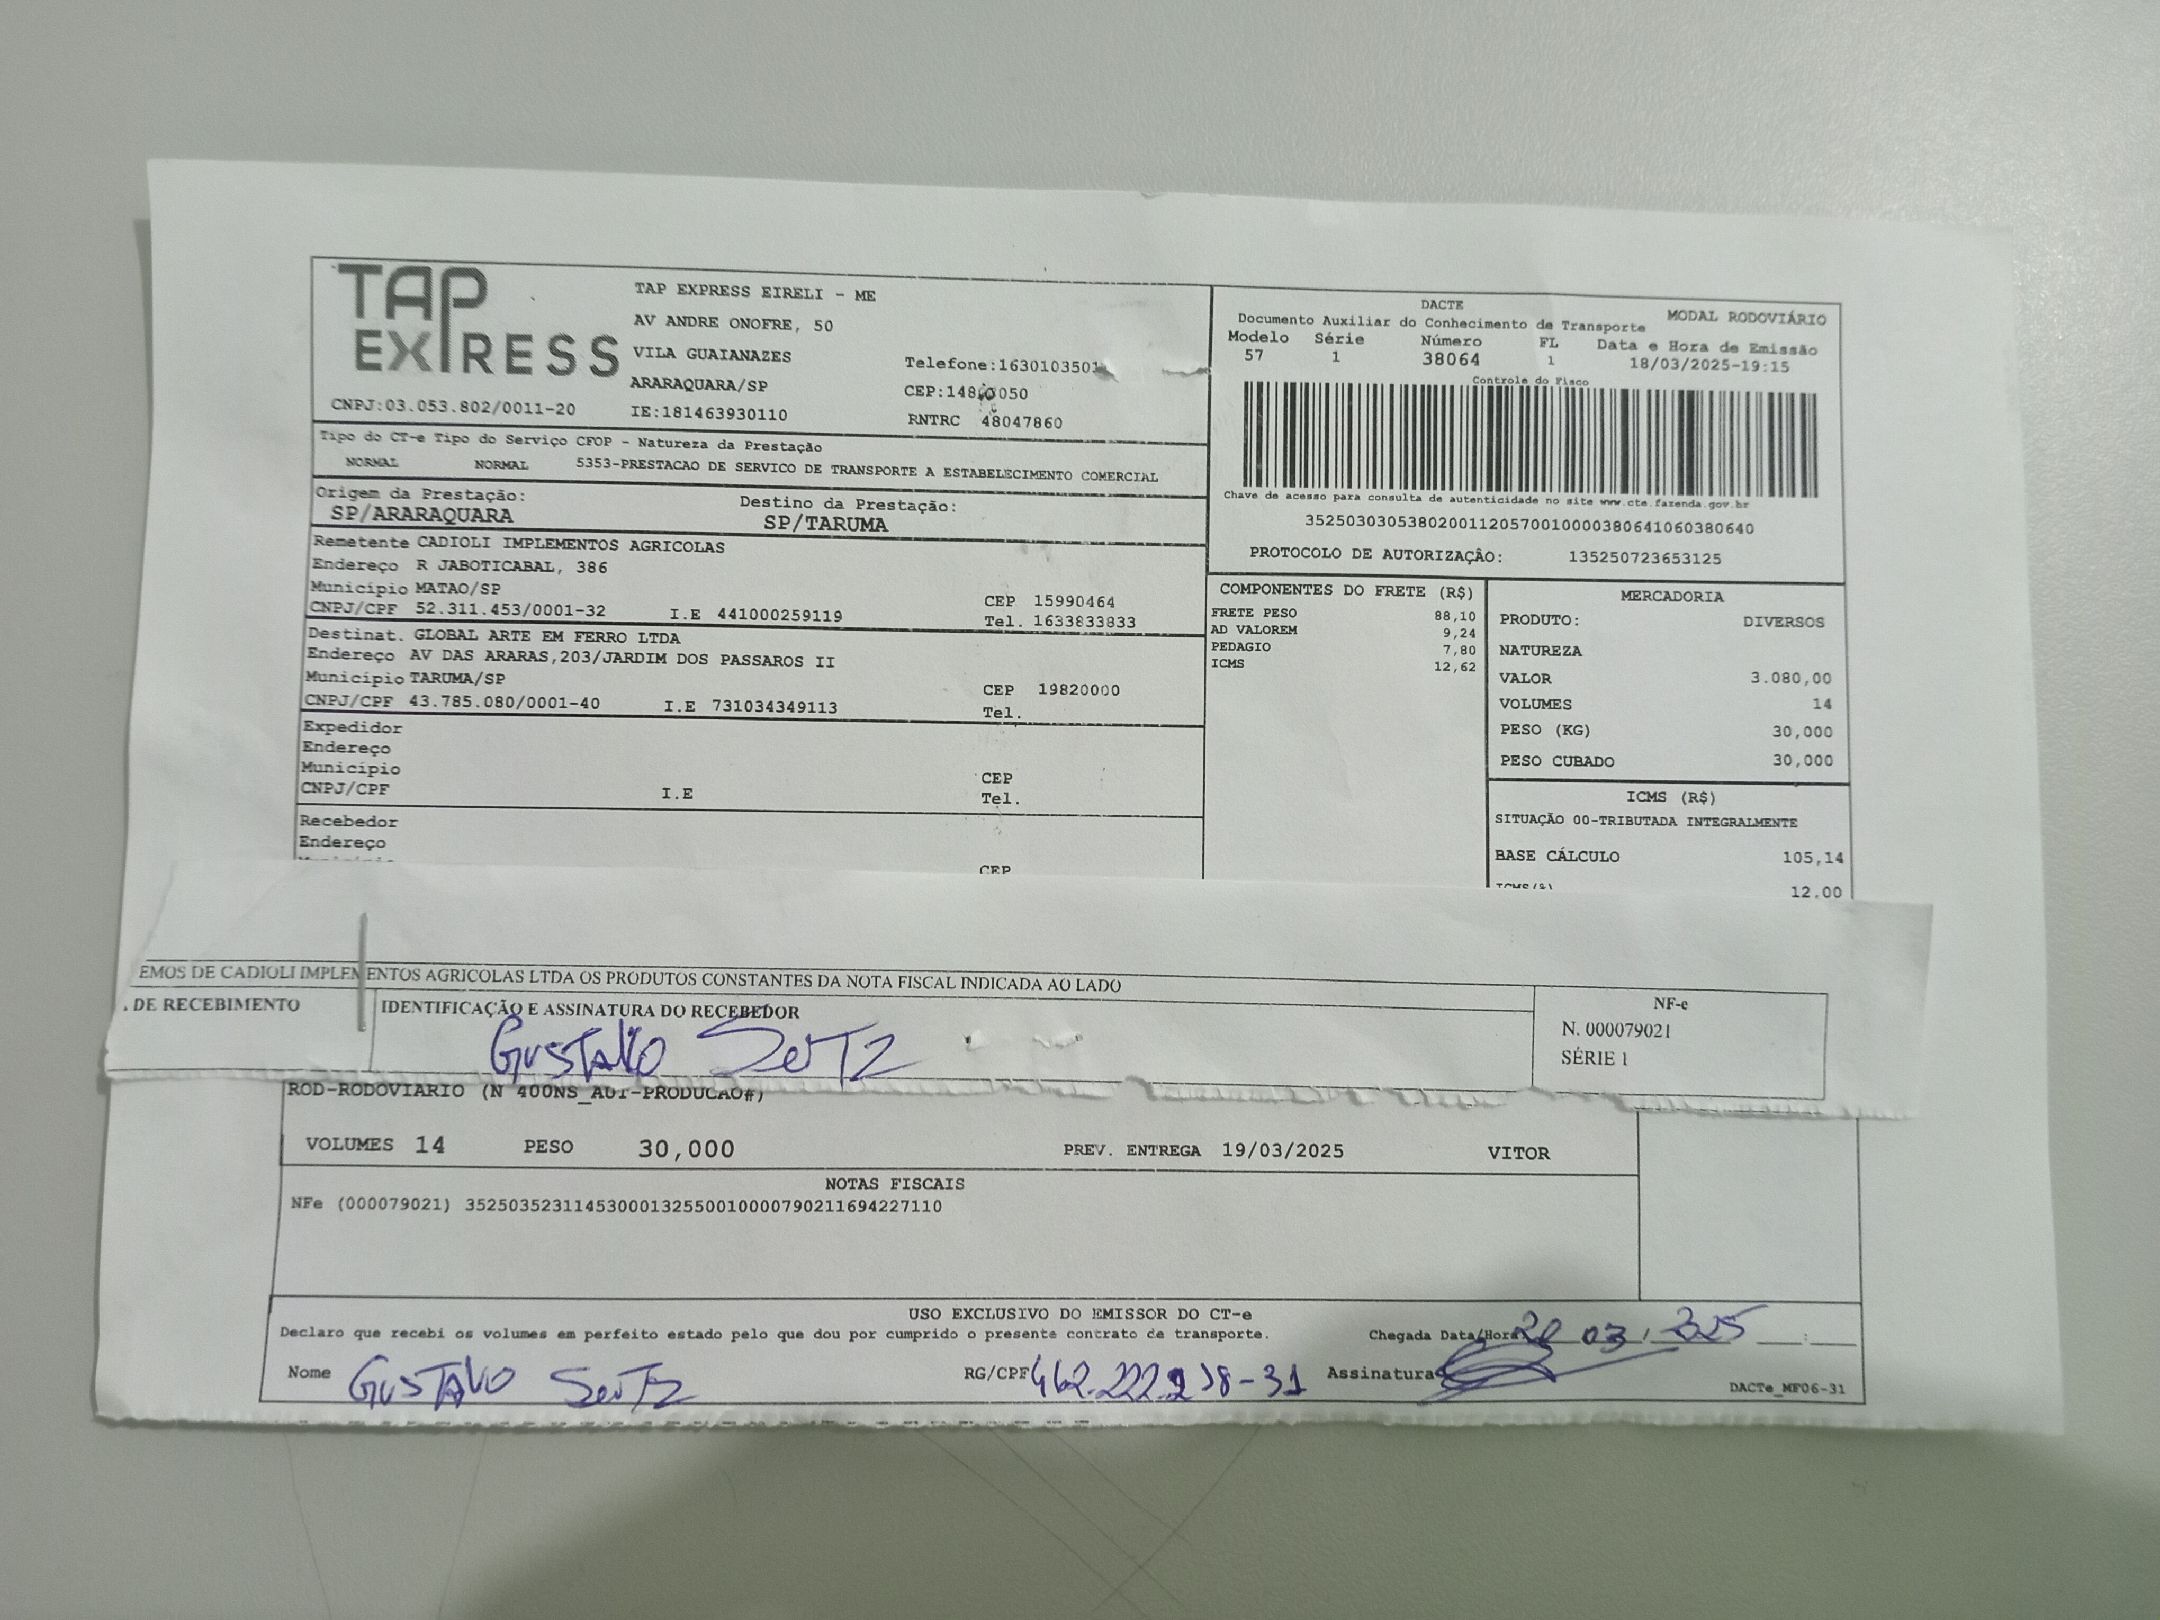 TAP EXPRESS
TAP EXPRESS EIRELI - ME
AV ANDRE ONOFRE, 50
VILA GUAIANAZES
ARARAQUARA/SP
CNPJ:03.053.802/0011-20
IE:181463930110
Telefone:1630103501
RNTRC 48047860
DACTE
MODAL RODOVIÁRIO
Documento Auxiliar do Conhecimento de Transporte
Modelo Série Número FL Data e Hora de Emissão
57 1 38064 1 18/03/2025-19:15
Controle do Fisco
Chave de acesso para consulta de autenticidade no site www.cte.fazenda.gov.br
35250303053802001120570010000380641060380640
PROTOCOLO DE AUTORIZAÇÃO: 135250723653125
Tipo do CT-e Tipo do Serviço CFOP - Natureza da Prestação
NORMAL NORMAL 5353-PRESTACAO DE SERVICO DE TRANSPORTE A ESTABELECIMENTO COMERCIAL
Origem da Prestação: Destino da Prestação:
SP/ARARAQUARA SP/TARUMA
Remetente CADIOLI IMPLEMENTOS AGRICOLAS
Endereço R JABOTICABAL, 386
Município MATAO/SP CEP 15990464
CNPJ/CPF 52.311.453/0001-32 I.E 441000259119 Tel. 1633833833
Destinat. GLOBAL ARTE EM FERRO LTDA
Endereço AV DAS ARARAS,203/JARDIM DOS PASSAROS II
Município TARUMA/SP CEP 19820000
CNPJ/CPF 43.785.080/0001-40 I.E 731034349113 Tel.
Expedidor
Endereço
Município CEP
CNPJ/CPF I.E Tel.
Recebedor
Endereço
CEP
COMPONENTES DO FRETE (R$)
FRETE PESO 88,10
AD VALOREM 9,24
PEDAGIO 7,80
ICMS 12,62
MERCADORIA
PRODUTO: DIVERSOS
NATUREZA
VALOR 3.080,00
VOLUMES 14
PESO (KG) 30,000
PESO CUBADO 30,000
ICMS (R$)
SITUAÇÃO 00-TRIBUTADA INTEGRALMENTE
BASE CÁLCULO 105,14
ICMS(%) 12,00
EMOS DE CADIOLI IMPLEMENTOS AGRICOLAS LTDA OS PRODUTOS CONSTANTES DA NOTA FISCAL INDICADA AO LADO
DE RECEBIMENTO
IDENTIFICAÇÃO E ASSINATURA DO RECEBEDOR
GUSTAVO
NF-e
N. 000079021
SÉRIE 1
ROD-RODOVIARIO (N 400NS_AUT-PRODUCAO#)
VOLUMES 14 PESO 30,000 PREV. ENTREGA 19/03/2025 VITOR
NOTAS FISCAIS
NFe (000079021) 35250352311453000132550010000790211694227110
USO EXCLUSIVO DO EMISSOR DO CT-e
Declaro que recebi os volumes em perfeito estado pelo que dou por cumprido o presente contrato de transporte.
Chegada Data/Hora
Nome GUSTAVO
RG/CPF
Assinatura
DACTe_MF06-31